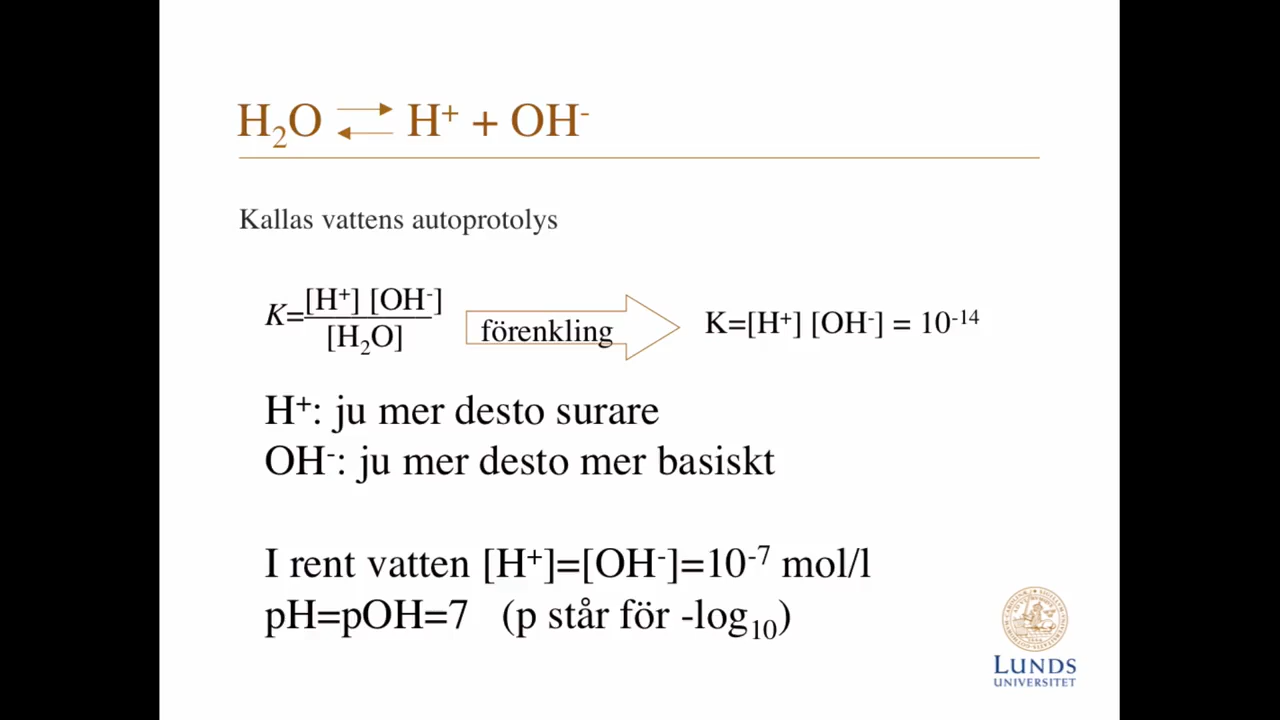 H₂O ⇄ H⁺ + OH⁻
Kallas vattens autoprotolys
K=[H⁺] [OH⁻]
[H₂O]
förenkling
K=[H⁺] [OH⁻] = 10⁻¹⁴
H⁺: ju mer desto surare
OH⁻: ju mer desto mer basiskt
I rent vatten [H⁺]=[OH⁻]=10⁻⁷ mol/l
pH=pOH=7 (p står för -log₁₀)
LUNDS
UNIVERSITET